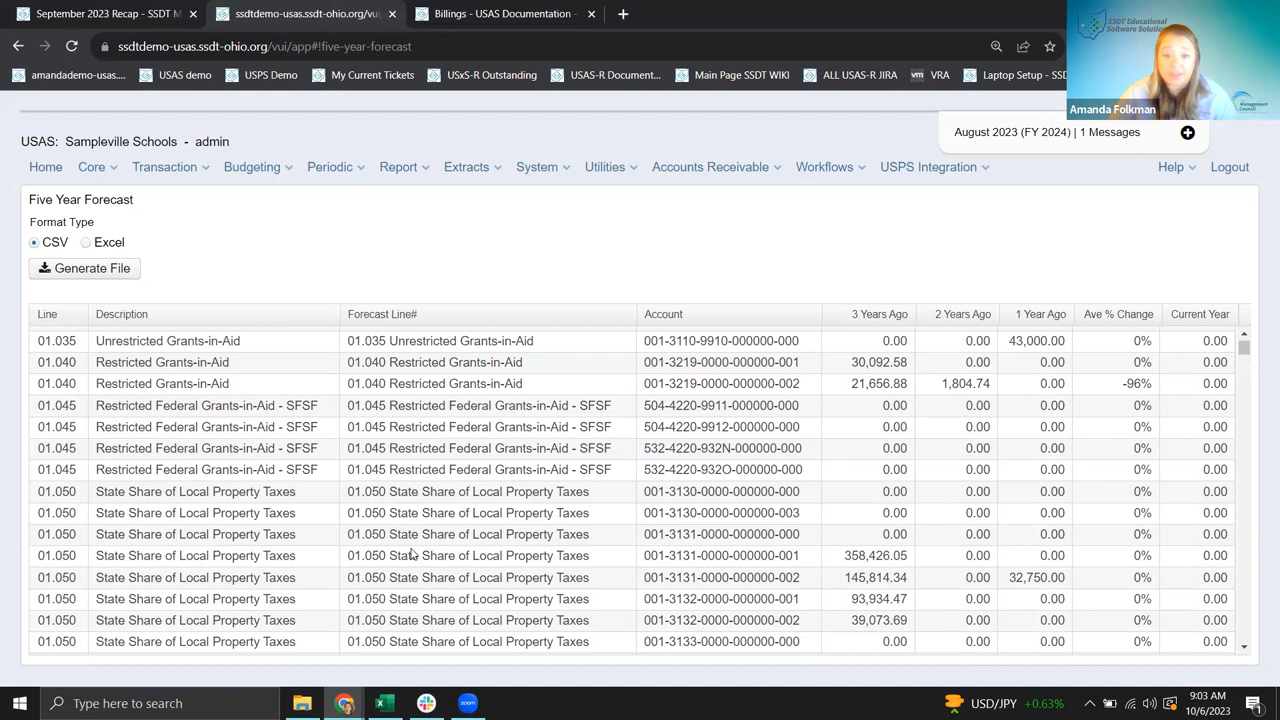 September 2023 Recap - SSDT M
ssdtdemo-usas.ssdt-ohio.org/vui
Billings - USAS Documentation -
ssdtdemo-usas.ssdt-ohio.org/vui/app#!five-year-forecast
amandademo-usas....
USAS demo
USPS Demo
My Current Tickets
USxS-R Outstanding
USAS-R Document...
Main Page SSDT WIKI
ALL USAS-R JIRA
vm VRA
Laptop Setup - SSD
SSDT Educational
Software Solution
Management
Council
Amanda Folkman
August 2023 (FY 2024) | 1 Messages
USAS: Sampleville Schools - admin
Home Core Transaction Budgeting Periodic Report Extracts System Utilities Accounts Receivable Workflows USPS Integration Help Logout
Five Year Forecast
Format Type
CSV Excel
Generate File
Line Description Forecast Line# Account 3 Years Ago 2 Years Ago 1 Year Ago Ave % Change Current Year
01.035 Unrestricted Grants-in-Aid 01.035 Unrestricted Grants-in-Aid 001-3110-9910-000000-000 0.00 0.00 43,000.00 0% 0.00
01.040 Restricted Grants-in-Aid 01.040 Restricted Grants-in-Aid 001-3219-0000-000000-001 30,092.58 0.00 0.00 0% 0.00
01.040 Restricted Grants-in-Aid 01.040 Restricted Grants-in-Aid 001-3219-0000-000000-002 21,656.88 1,804.74 0.00 -96% 0.00
01.045 Restricted Federal Grants-in-Aid - SFSF 01.045 Restricted Federal Grants-in-Aid - SFSF 504-4220-9911-000000-000 0.00 0.00 0.00 0% 0.00
01.045 Restricted Federal Grants-in-Aid - SFSF 01.045 Restricted Federal Grants-in-Aid - SFSF 504-4220-9912-000000-000 0.00 0.00 0.00 0% 0.00
01.045 Restricted Federal Grants-in-Aid - SFSF 01.045 Restricted Federal Grants-in-Aid - SFSF 532-4220-932N-000000-000 0.00 0.00 0.00 0% 0.00
01.045 Restricted Federal Grants-in-Aid - SFSF 01.045 Restricted Federal Grants-in-Aid - SFSF 532-4220-932O-000000-000 0.00 0.00 0.00 0% 0.00
01.050 State Share of Local Property Taxes 01.050 State Share of Local Property Taxes 001-3130-0000-000000-000 0.00 0.00 0.00 0% 0.00
01.050 State Share of Local Property Taxes 01.050 State Share of Local Property Taxes 001-3130-0000-000000-003 0.00 0.00 0.00 0% 0.00
01.050 State Share of Local Property Taxes 01.050 State Share of Local Property Taxes 001-3131-0000-000000-000 0.00 0.00 0.00 0% 0.00
01.050 State Share of Local Property Taxes 01.050 State Share of Local Property Taxes 001-3131-0000-000000-001 358,426.05 0.00 0.00 0% 0.00
01.050 State Share of Local Property Taxes 01.050 State Share of Local Property Taxes 001-3131-0000-000000-002 145,814.34 0.00 32,750.00 0% 0.00
01.050 State Share of Local Property Taxes 01.050 State Share of Local Property Taxes 001-3132-0000-000000-001 93,934.47 0.00 0.00 0% 0.00
01.050 State Share of Local Property Taxes 01.050 State Share of Local Property Taxes 001-3132-0000-000000-002 39,073.69 0.00 0.00 0% 0.00
01.050 State Share of Local Property Taxes 01.050 State Share of Local Property Taxes 001-3133-0000-000000-000 0.00 0.00 0.00 0% 0.00
Type here to search
zoom
USD/JPY +0.63%
9:03 AM
10/6/2023
1